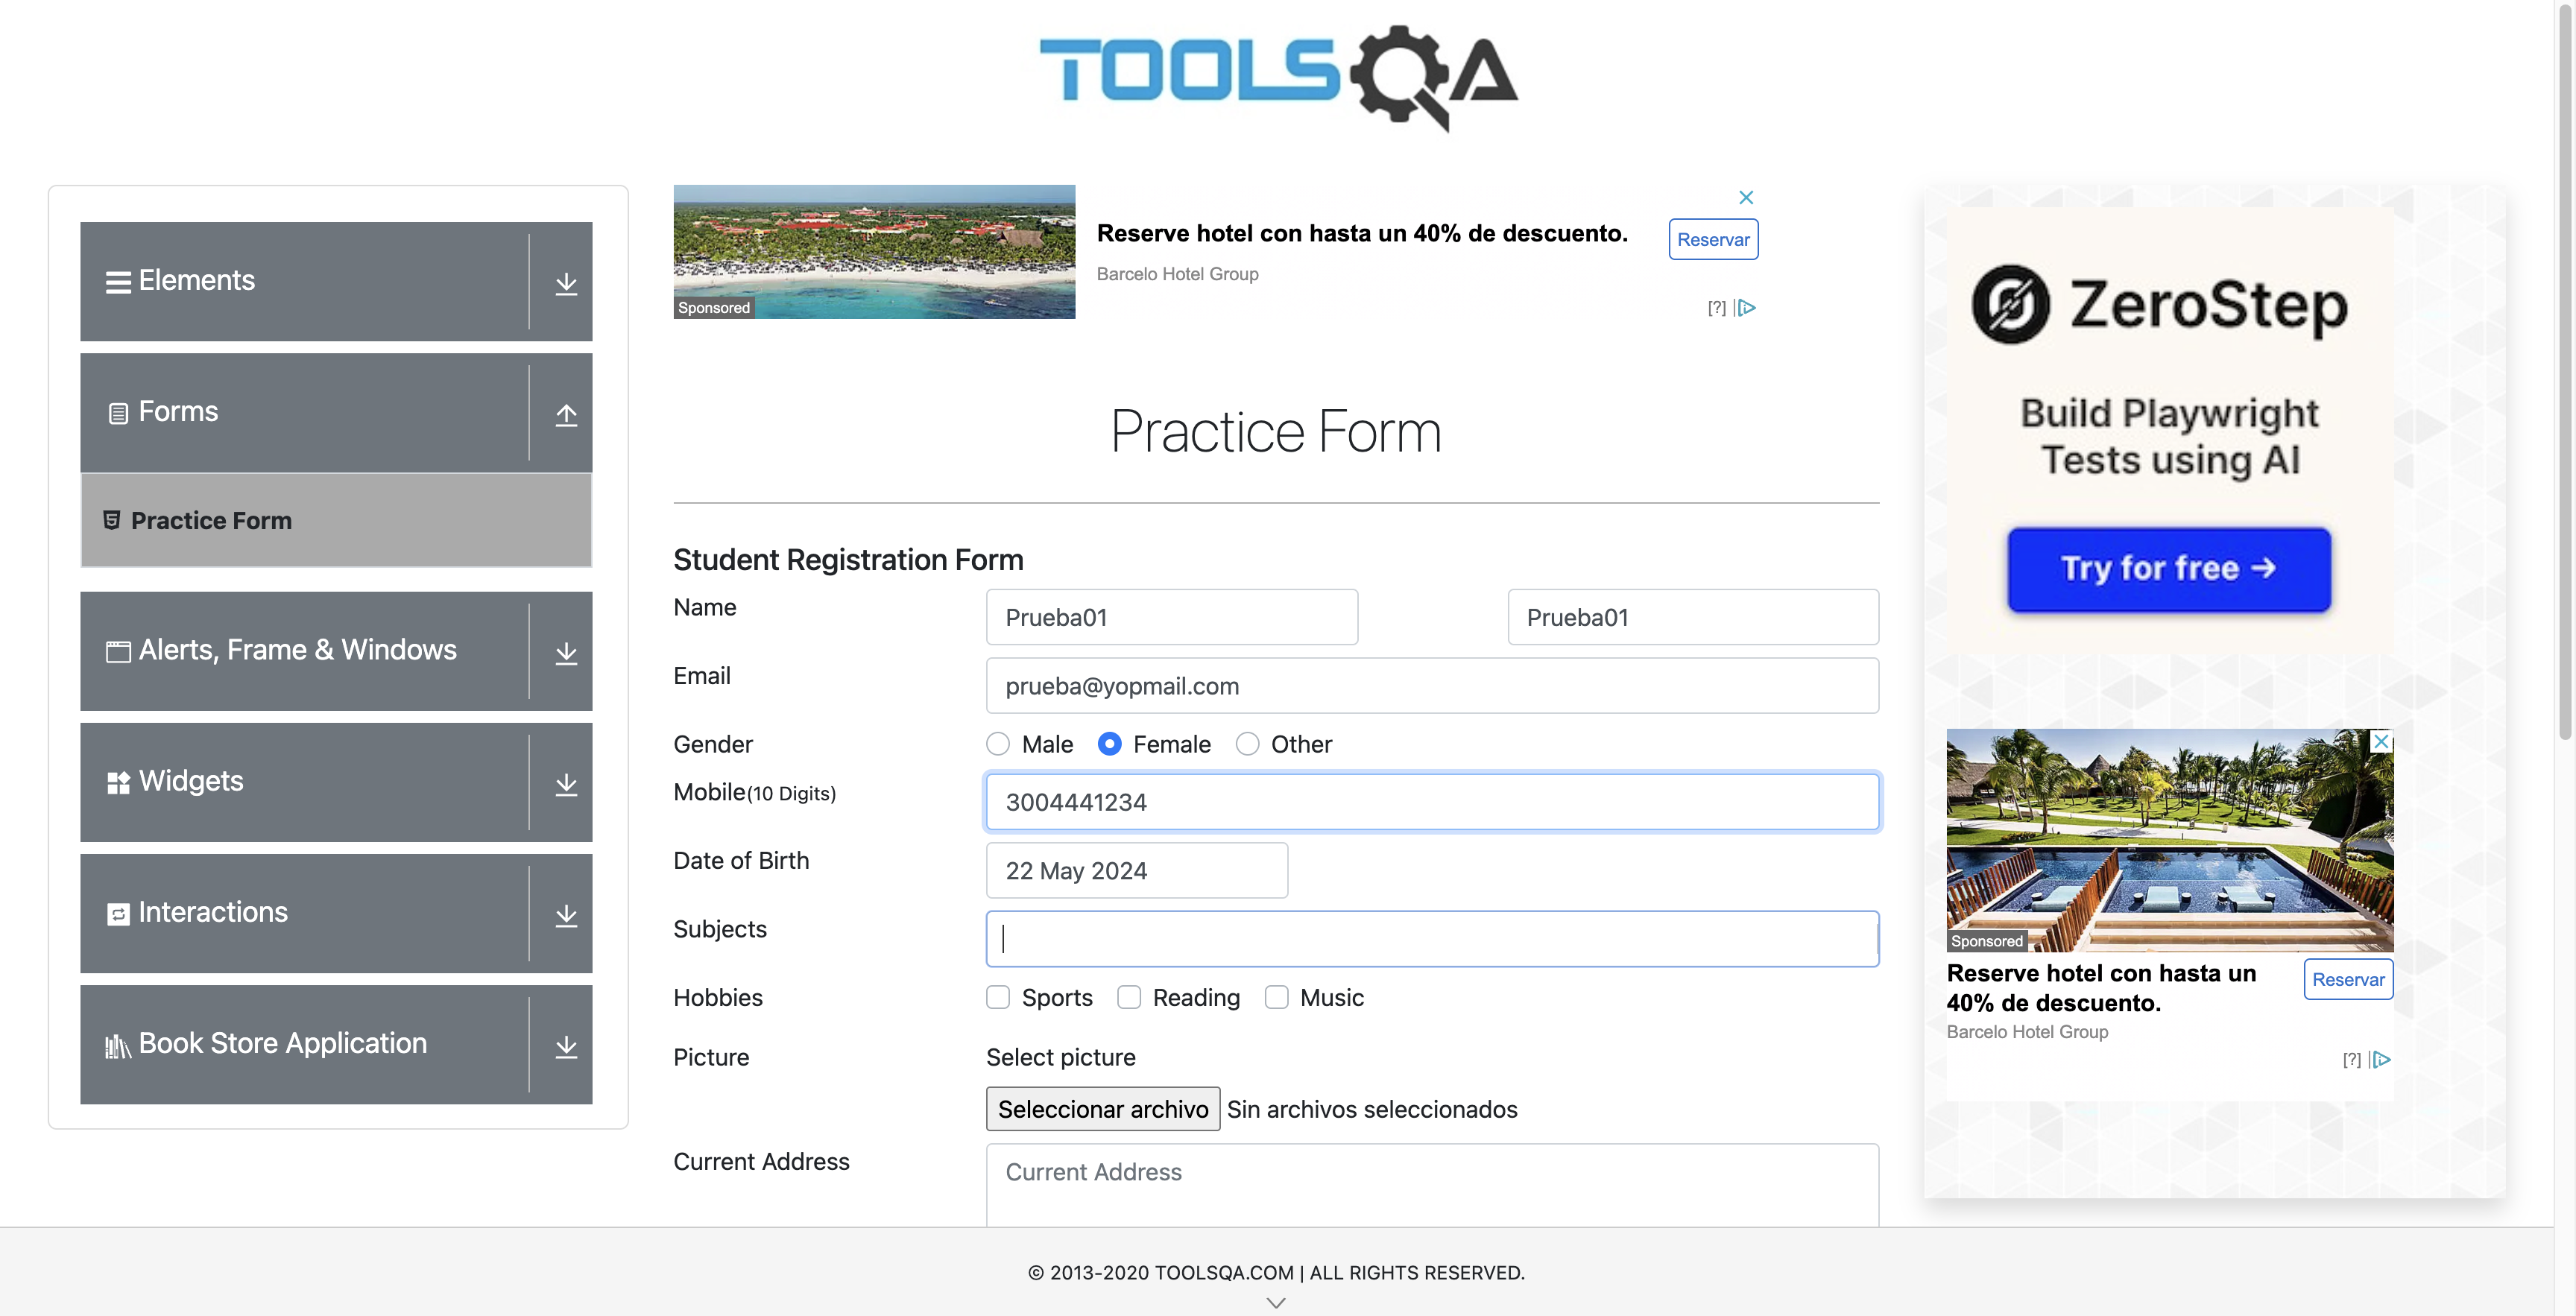 TOOLSQA
Elements
Forms
Practice Form
Alerts, Frame & Windows
Widgets
Interactions
Book Store Application
Sponsored
Reserve hotel con hasta un 40% de descuento.
Barcelo Hotel Group
Reservar
[?]
Practice Form
Student Registration Form
Name
Prueba01
Prueba01
Email
prueba@yopmail.com
Gender
Male
Female
Other
Mobile(10 Digits)
3004441234
Date of Birth
22 May 2024
Subjects
Hobbies
Sports
Reading
Music
Picture
Select picture
Seleccionar archivo Sin archivos seleccionados
Current Address
Current Address
ZeroStep
Build Playwright
Tests using AI
Try for free →
Sponsored
Reserve hotel con hasta un
40% de descuento.
Reservar
Barcelo Hotel Group
[?]
© 2013-2020 TOOLSQA.COM | ALL RIGHTS RESERVED.